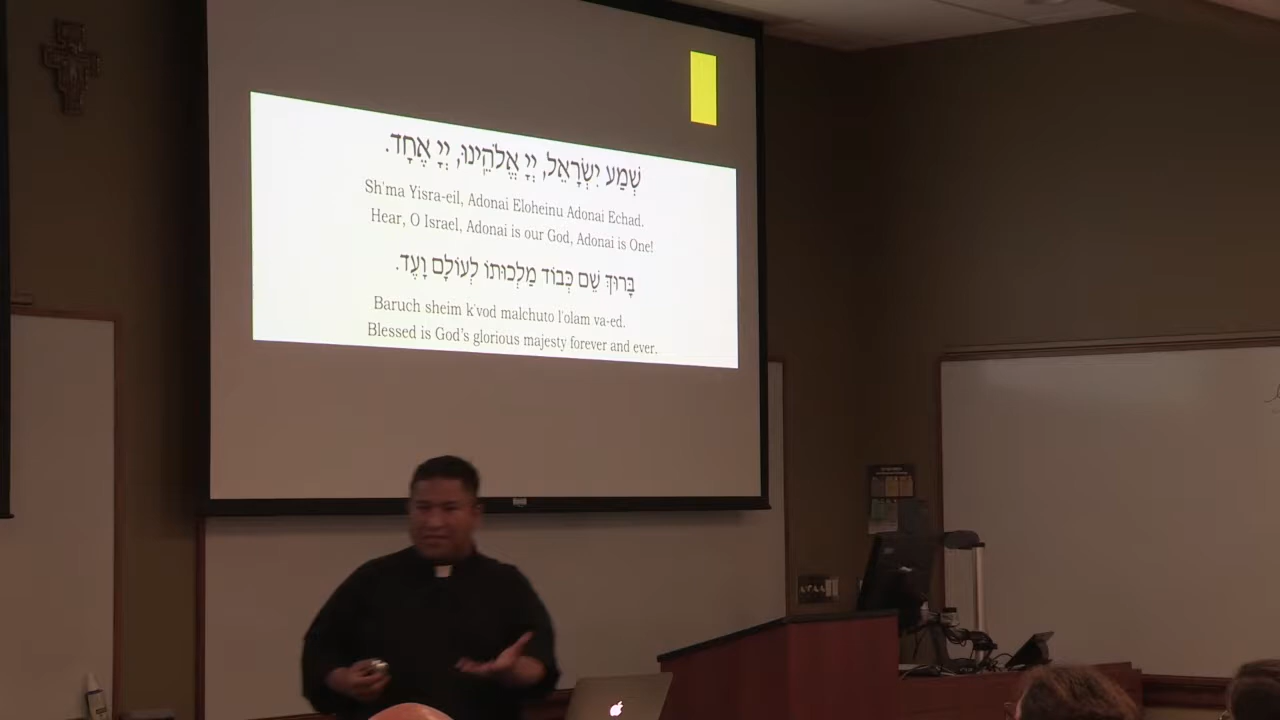 שְׁמַע יִשְׂרָאֵל, יְיָ אֱלֹהֵינוּ, יְיָ אֶחָד.
Sh'ma Yisra-eil, Adonai Eloheinu Adonai Echad.
Hear, O Israel, Adonai is our God, Adonai is One!
בָּרוּךְ שֵׁם כְּבוֹד מַלְכוּתוֹ לְעוֹלָם וָעֶד.
Baruch sheim k'vod malchuto l'olam va-ed.
Blessed is God's glorious majesty forever and ever.